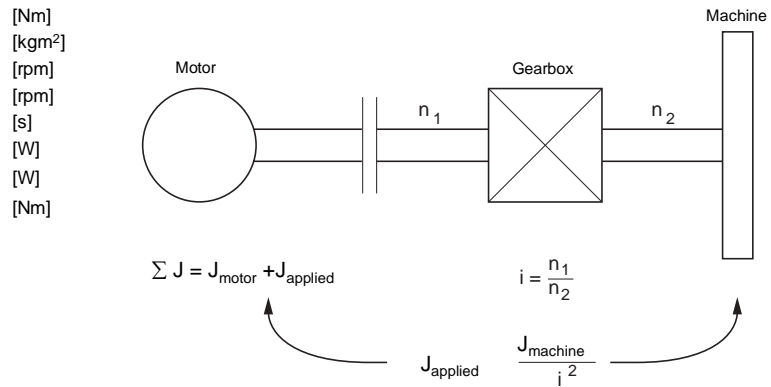 [Nm]
[kgm²]
[rpm]
[rpm]
[s]
[W]
[W]
[Nm]
Machine
Motor
Gearbox
n₁
n₂
∑ J = J_motor + J_applied
i = n₁/n₂
J_applied J_machine/i²